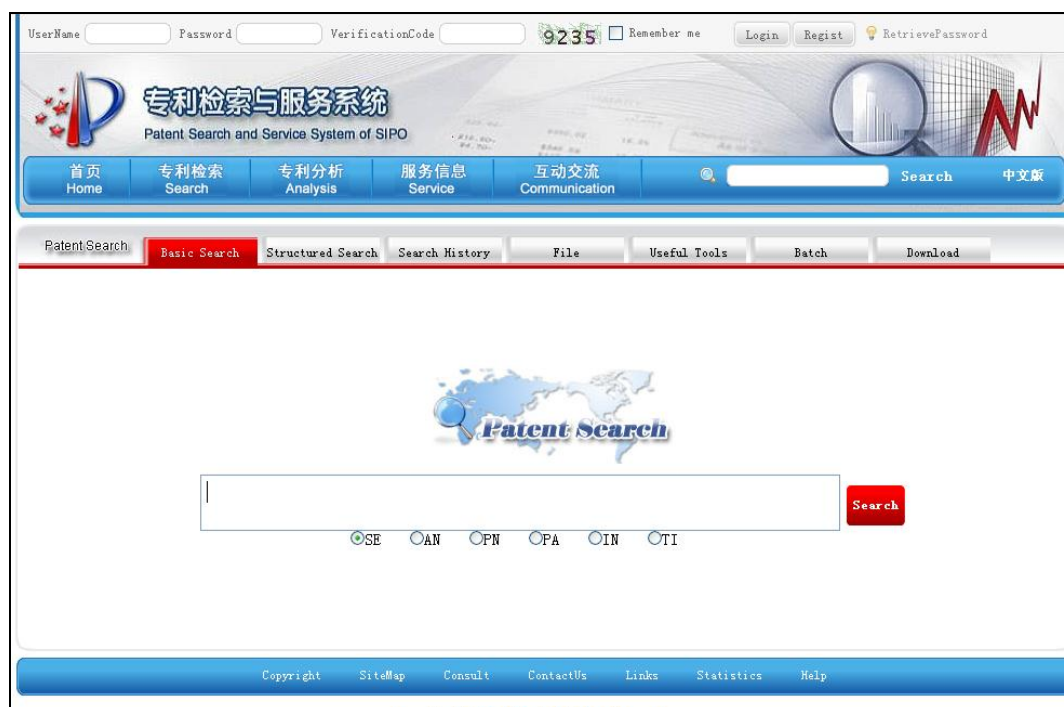 UserName Password VerificationCode 9235 Remember me Login Regist RetrievePassword
专利检索与服务系统
Patent Search and Service System of SIPO
首页 专利检索 专利分析 服务信息 互动交流
Home Search Analysis Service Communication Search 中文版
Patent Search Basic Search Structured Search Search History File Useful Tools Batch Download
Patent Search
Search
SE AN PN PA IN TI
Copyright SiteMap Consult ContactUs Links Statistics Help